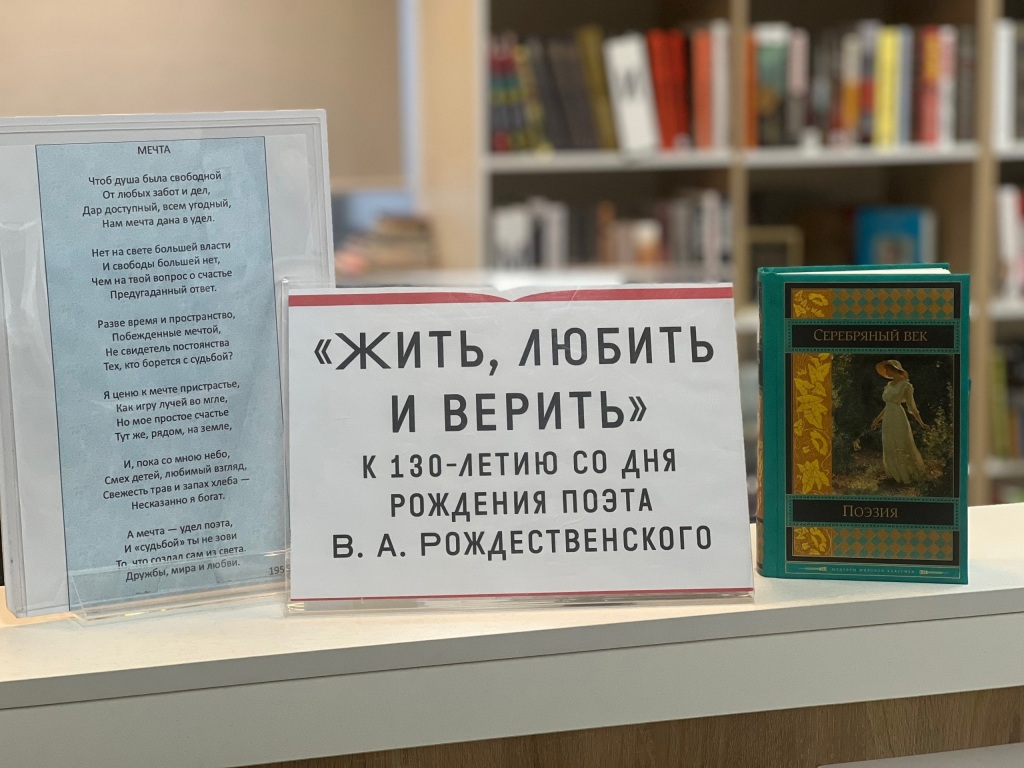 МЕЧТА
Чтоб душа была свободной
От любых забот и дел,
Дар доступный, всем угодный,
Нам мечта дана в удел.
Нет на свете большей власти
И свободы большей нет,
Чем на твой вопрос о счастье
Предугаданный ответ.
Разве время и пространство,
Побежденные мечтой,
Не свидетель постоянства
Тех, кто борется с судьбой?
Я ценю к мечте пристрастье,
Как игру лучей во мгле,
Но мое простое счастье
Тут же, рядом, на земле,
И, пока со мною небо,
Смех детей, любимый взгляд,
Свежесть трав и запах хлеба —
Несказанно я богат.
А мечта — удел поэта,
И «судьбой» ты не зови
То, что создал сам из света.
Дружбы, мира и любви.
«ЖИТЬ, ЛЮБИТЬ
И ВЕРИТЬ»
К 130-ЛЕТИЮ СО ДНЯ
РОЖДЕНИЯ ПОЭТА
В. А. РОЖДЕСТВЕНСКОГО
СЕРЕБРЯНЫЙ ВЕК
ПОЭЗИЯ